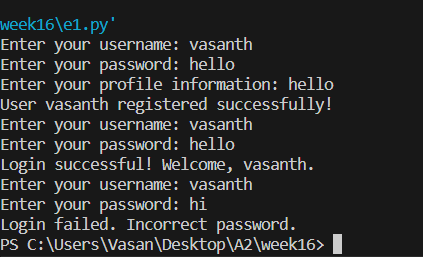 week16\e1.py'
Enter your username: vasanth
Enter your password: hello
Enter your profile information: hello
User vasanth registered successfully!
Enter your username: vasanth
Enter your password: hello
Login successful! Welcome, vasanth.
Enter your username: vasanth
Enter your password: hi
Login failed. Incorrect password.
PS C:\Users\Vasan\Desktop\A2\week16>